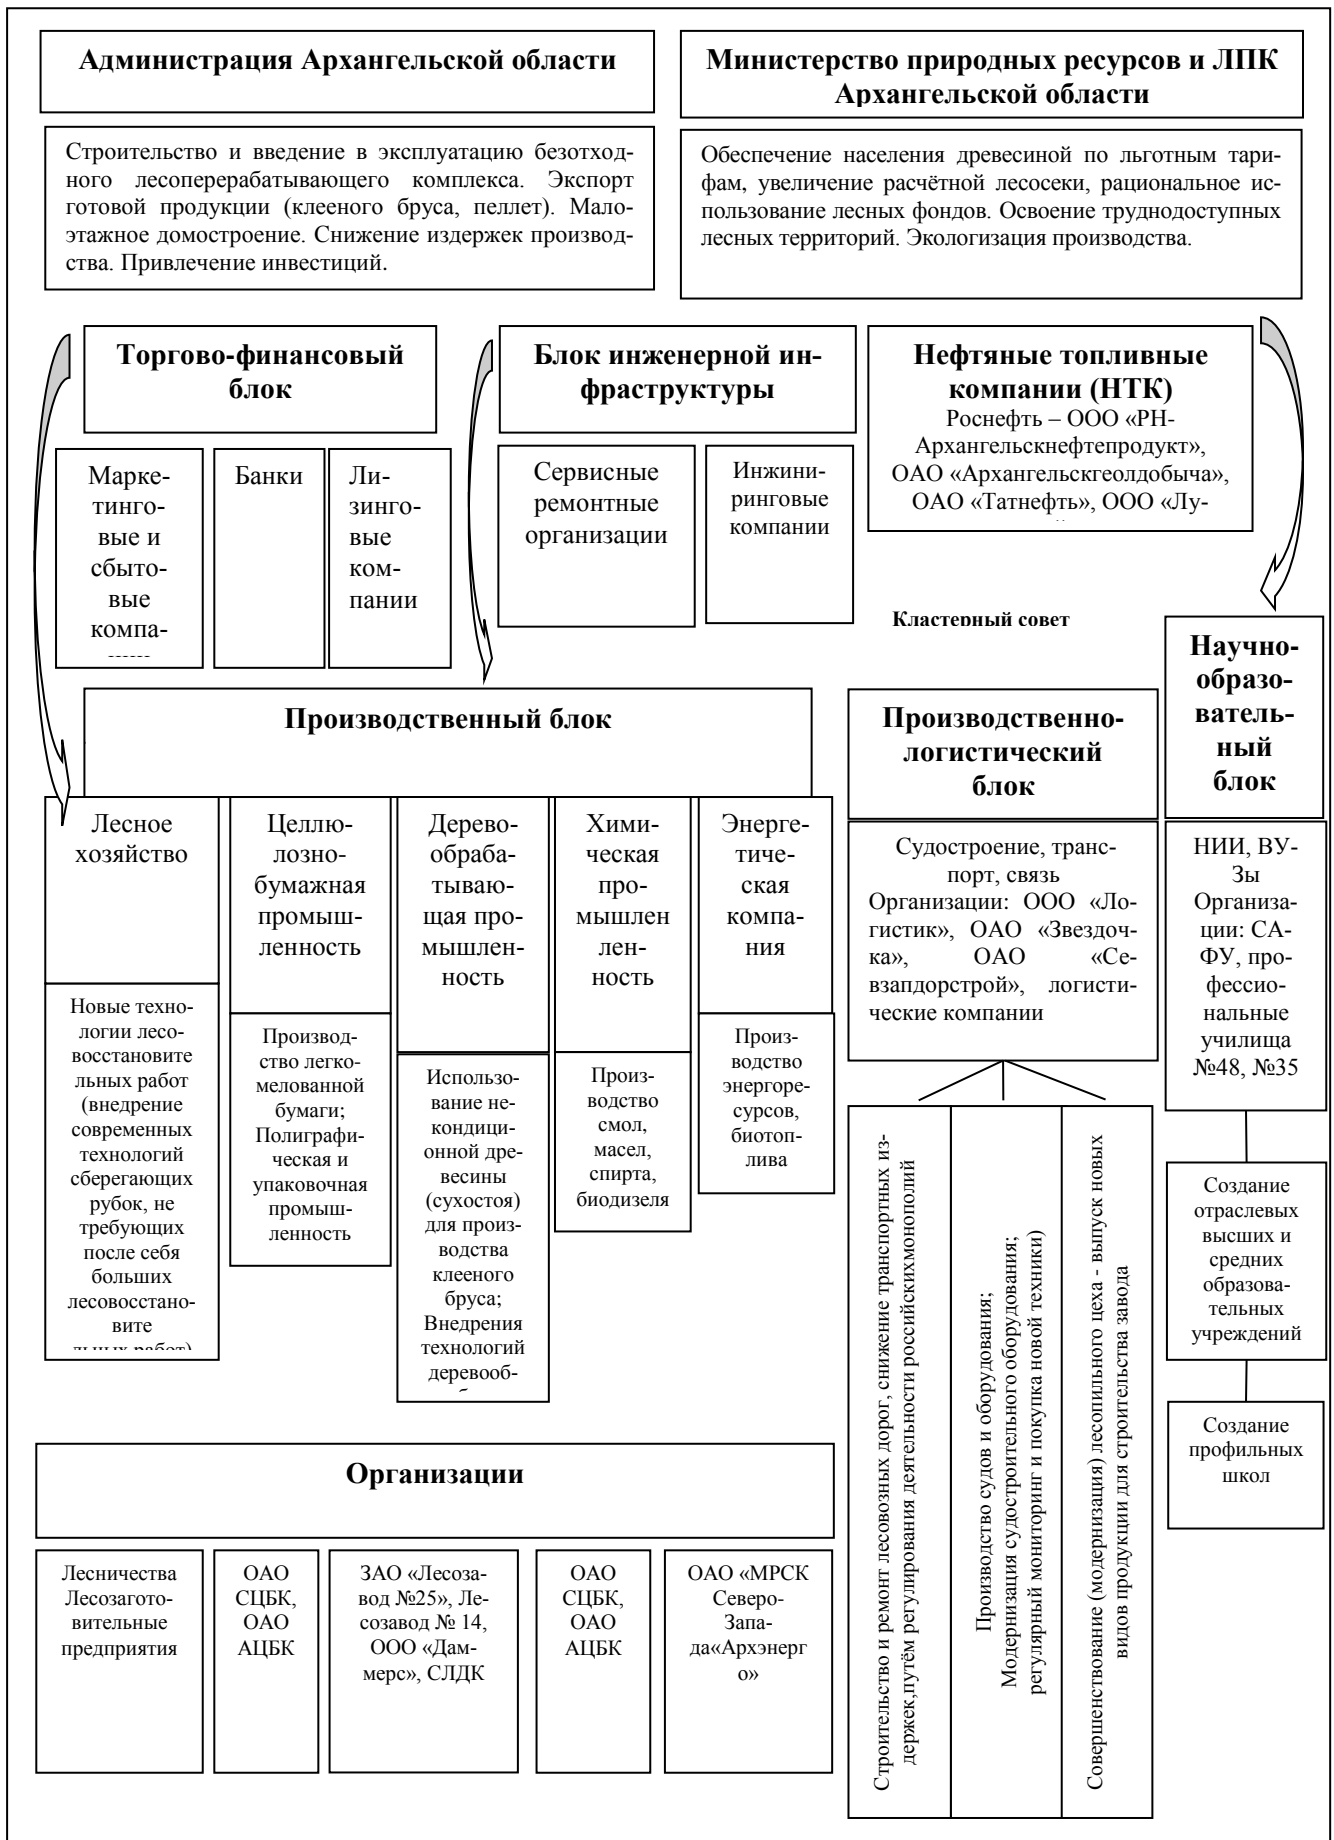 Администрация Архангельской области
Министерство природных ресурсов и ЛПК
Архангельской области
Строительство и введение в эксплуатацию безотход-
ного лесоперерабатывающего комплекса. Экспорт
готовой продукции (клееного бруса, пеллет). Мало-
этажное домостроение. Снижение издержек производ-
ства. Привлечение инвестиций.
Обеспечение населения древесиной по льготным тари-
фам, увеличение расчётной лесосеки, рациональное ис-
пользование лесных фондов. Освоение труднодоступных
лесных территорий. Экологизация производства.
Торгово-финансовый
блок
Блок инженерной ин-
фраструктуры
Нефтяные топливные
компании (НТК)
Роснефть – ООО «РН-
Архангельскнефтепродукт»,
ОАО «Архангельскгеолдобыча»,
ОАО «Татнефть», ООО «Лу-
Марке-
тинго-
вые и
сбыто-
вые
компа-
Банки
Ли-
зинго-
вые
ком-
пании
Сервисные
ремонтные
организации
Инжини-
ринговые
компании
Кластерный совет
Научно-
образо-
ватель-
ный
блок
Производственный блок
Производственно-
логистический
блок
Лесное
хозяйство
Целлю-
лозно-
бумажная
промыш-
ленность
Дерево-
обраба-
тываю-
щая про-
мышлен-
ность
Хими-
ческая
про-
мышлен
лен-
ность
Энерге-
тиче-
ская
компа-
ния
Судостроение, транс-
порт, связь
Организации: ООО «Ло-
гистик», ОАО «Звездоч-
ка», ОАО «Се-
взапдорстрой», логисти-
ческие компании
НИИ, ВУ-
Зы
Организа-
ции: СА-
ФУ, про-
фессио-
нальные
училища
№48, №35
Новые техно-
логии лесо-
восстановите
льных работ
(внедрение
современных
технологий
сберегающих
рубок, не
требующих
после себя
больших
лесовосстано-
вите
льных работ)
Производ-
ство легко-
мелованной
бумаги;
Полиграфи-
ческая и
упаковочная
промыш-
ленность
Использо-
вание не-
кондици-
онной дре-
весины
(сухостоя)
для произ-
водства
клееного
бруса;
Внедрения
технологий
деревооб-
Произ-
водство
смол,
масел,
спирта,
биодизеля
Произ-
водство
энергоре-
сурсов,
биотоп-
лива
Строительство и ремонт лесовозных дорог, снижение транспортных из-
держек,путём регулирования деятельности российскихмонополий
Производство судов и оборудования;
Модернизация судостроительного оборудования;
регулярный мониторинг и покупка новой техники)
Совершенствование (модернизация) лесопильного цеха - выпуск новых
видов продукции для строительства завода
Создание
отраслевых
высших и
средних
образова-
тельных
учреждений
Создание
профильных
школ
Организации
Лесничества
Лесозагото-
вительные
предприятия
ОАО
СЦБК,
ОАО
АЦБК
ЗАО «Лесоза-
вод №25», Ле-
созавод № 14,
ООО «Дам-
мерс», СЛДК
ОАО
СЦБК,
ОАО
АЦБК
ОАО «МРСК
Северо-
Запа-
да«Архэнерг
о»